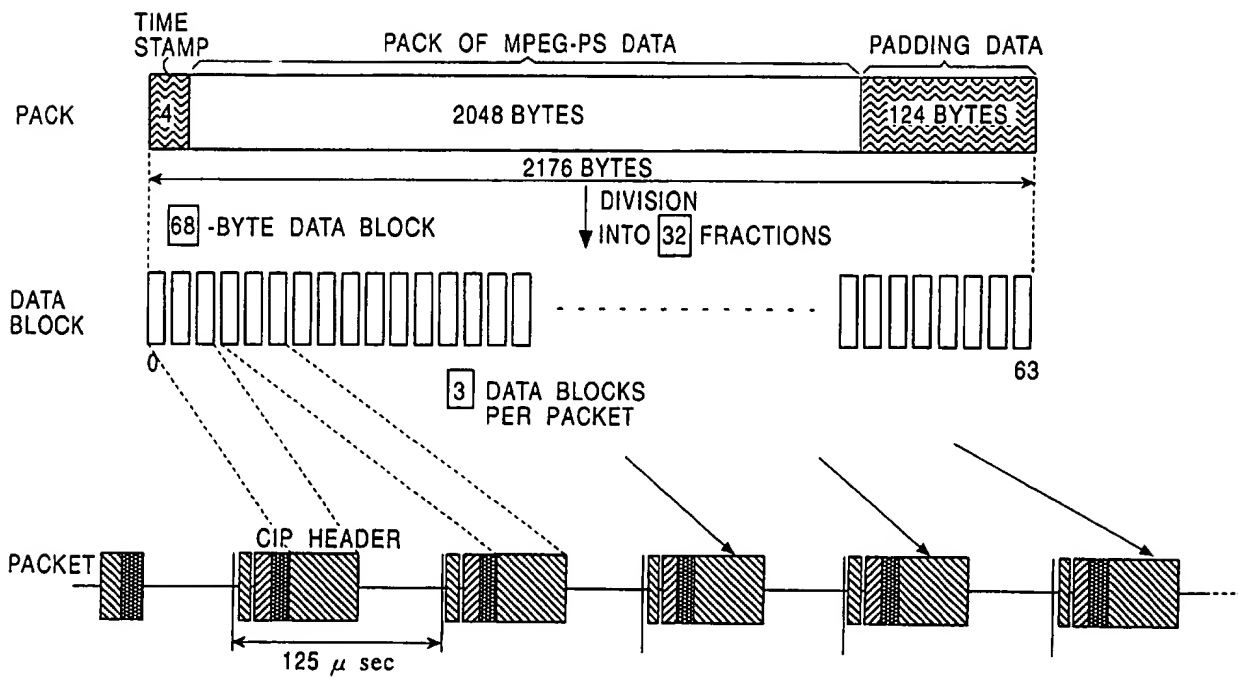 TIME
STAMP
PACK OF MPEG-PS DATA
PADDING DATA
PACK
4
2048 BYTES
124 BYTES
2176 BYTES
68 -BYTE DATA BLOCK
DIVISION
INTO 32 FRACTIONS
DATA
BLOCK
0
63
3 DATA BLOCKS
PER PACKET
CIP HEADER
PACKET
125 μ sec